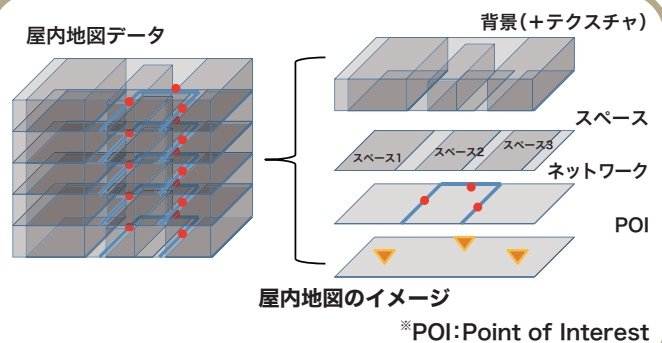 屋内地図データ
背景(+テクスチャ)
スペース
スペース1
スペース2
スペース3
ネットワーク
POI
屋内地図のイメージ
※POI:Point of Interest